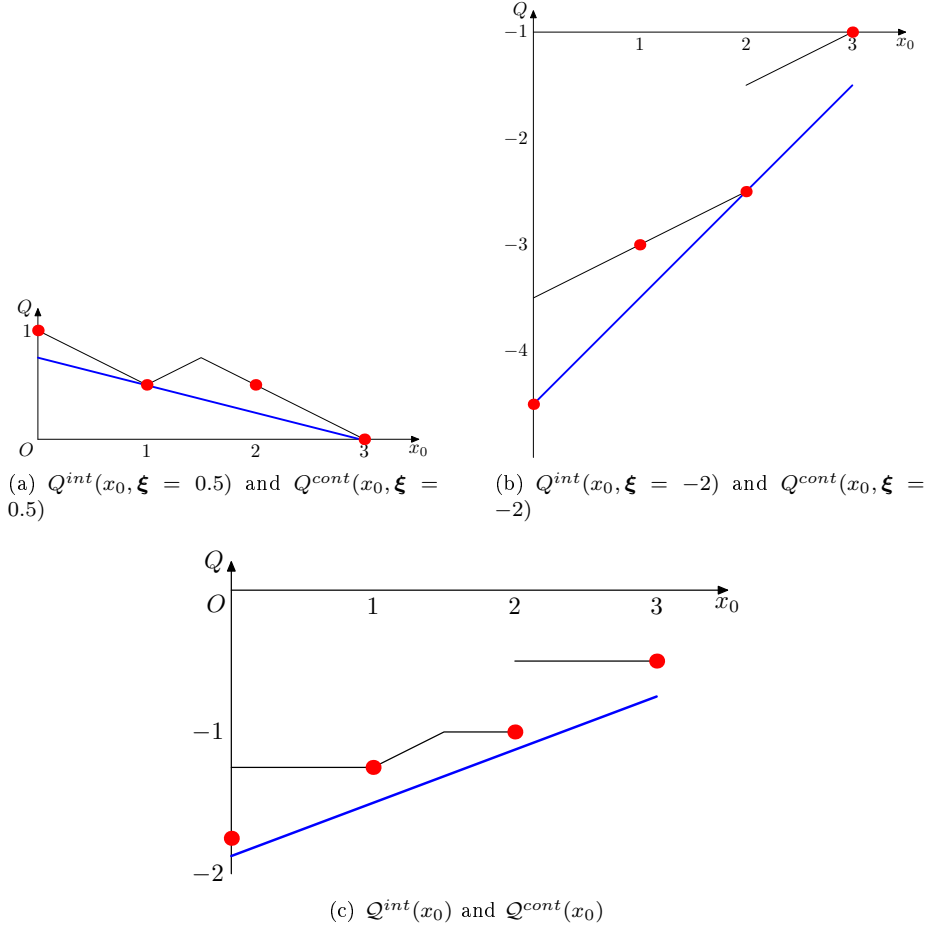 Q
1
O
1
2
3
x₀
(a) Q^{int}(x₀, ξ = 0.5) and Q^{cont}(x₀, ξ =
0.5)
Q
−1
1
2
3
x₀
−2
−3
−4
(b) Q^{int}(x₀, ξ = −2) and Q^{cont}(x₀, ξ =
−2)
Q
O
1
2
3
x₀
−1
−2
(c) 𝒬^{int}(x₀) and 𝒬^{cont}(x₀)